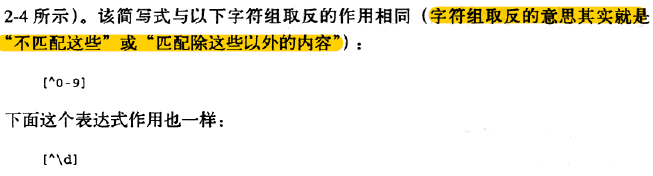 2-4 所示）。该简写式与以下字符组取反的作用相同（字符组取反的意思其实就是
“不匹配这些”或“匹配除这些以外的内容”）：
[^0-9]
下面这个表达式作用也一样：
[^\d]